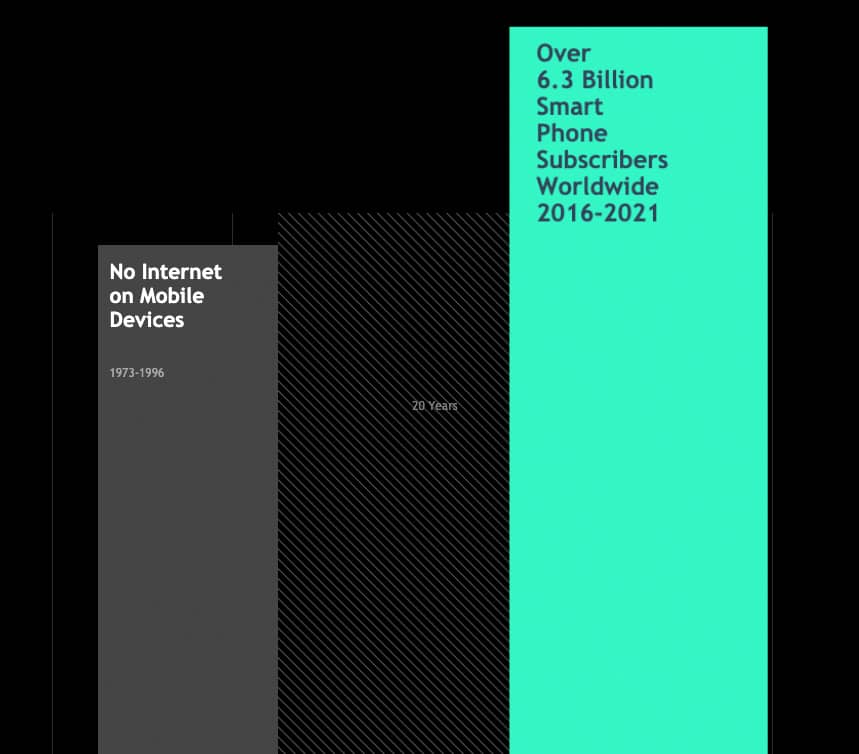 No Internet
on Mobile
Devices
1973-1996
20 Years
Over
6.3 Billion
Smart
Phone
Subscribers
Worldwide
2016-2021